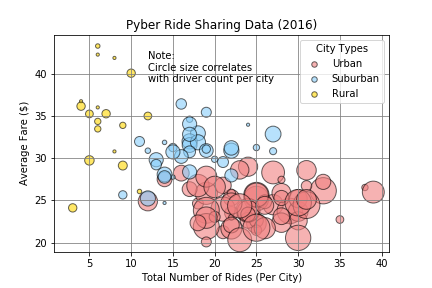 Pyber Ride Sharing Data (2016)
Note:
Circle size correlates
with driver count per city
City Types
Urban
Suburban
Rural
Average Fare ($)
40
35
30
25
20
5
10
15
20
25
30
35
40
Total Number of Rides (Per City)